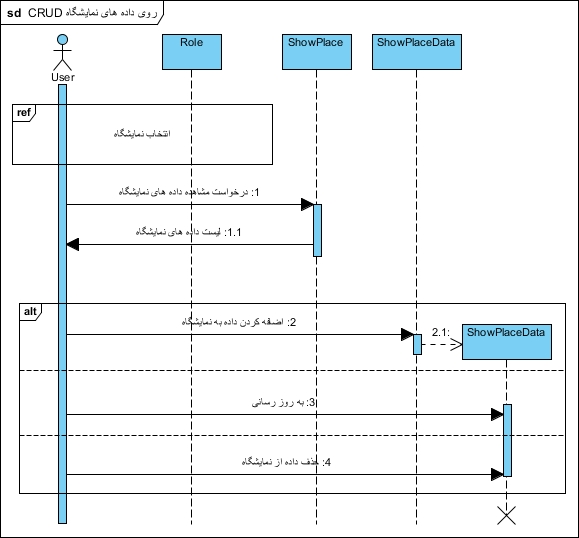 sd CRUD روی داده های نمایشگاه
Role
ShowPlace
ShowPlaceData
User
ref
انتخاب نمایشگاه
1: درخواست مشاهده داده های نمایشگاه
1.1: لیست داده های نمایشگاه
alt
2: اضافه کردن داده به نمایشگاه
2.1:
ShowPlaceData
3: به روز رسانی
4: حذف داده از نمایشگاه